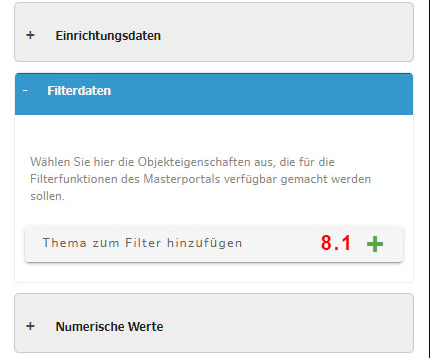 + Einrichtungsdaten
- Filterdaten
Wählen Sie hier die Objekteigenschaften aus, die für die
Filterfunktionen des Masterportals verfügbar gemacht werden
sollen.
Thema zum Filter hinzufügen 8.1 +
+ Numerische Werte